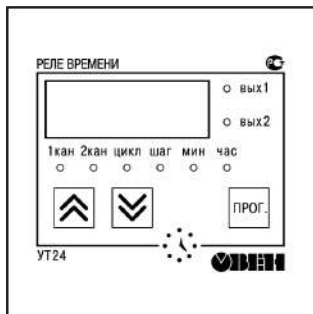 РЕЛЕ ВРЕМЕНИ
вых1
вых2
1кан 2кан цикл шаг мин час
ПРОГ.
УТ24
ОВЕН